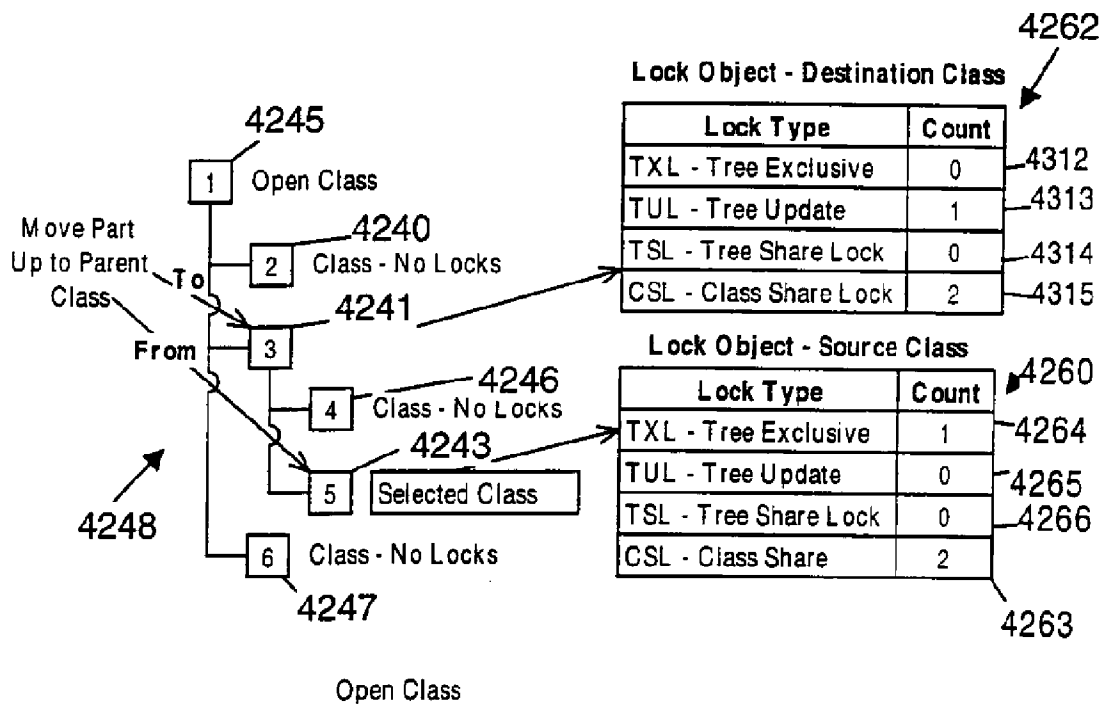 4262
Lock Object - Destination Class
Lock Type Count
TXL - Tree Exclusive 0
4312
TUL - Tree Update 1
4313
TSL - Tree Share Lock 0
4314
CSL - Class Share Lock 2
4315
4245
1 Open Class
Move Part
Up to Parent
Class
To
From
4240
2 Class - No Locks
4241
3
4246
4 Class - No Locks
4243
5 Selected Class
4248
6 Class - No Locks
4247
Lock Object - Source Class
4260
Lock Type Count
TXL - Tree Exclusive 1
4264
TUL - Tree Update 0
4265
TSL - Tree Share Lock 0
4266
CSL - Class Share 2
4263
Open Class